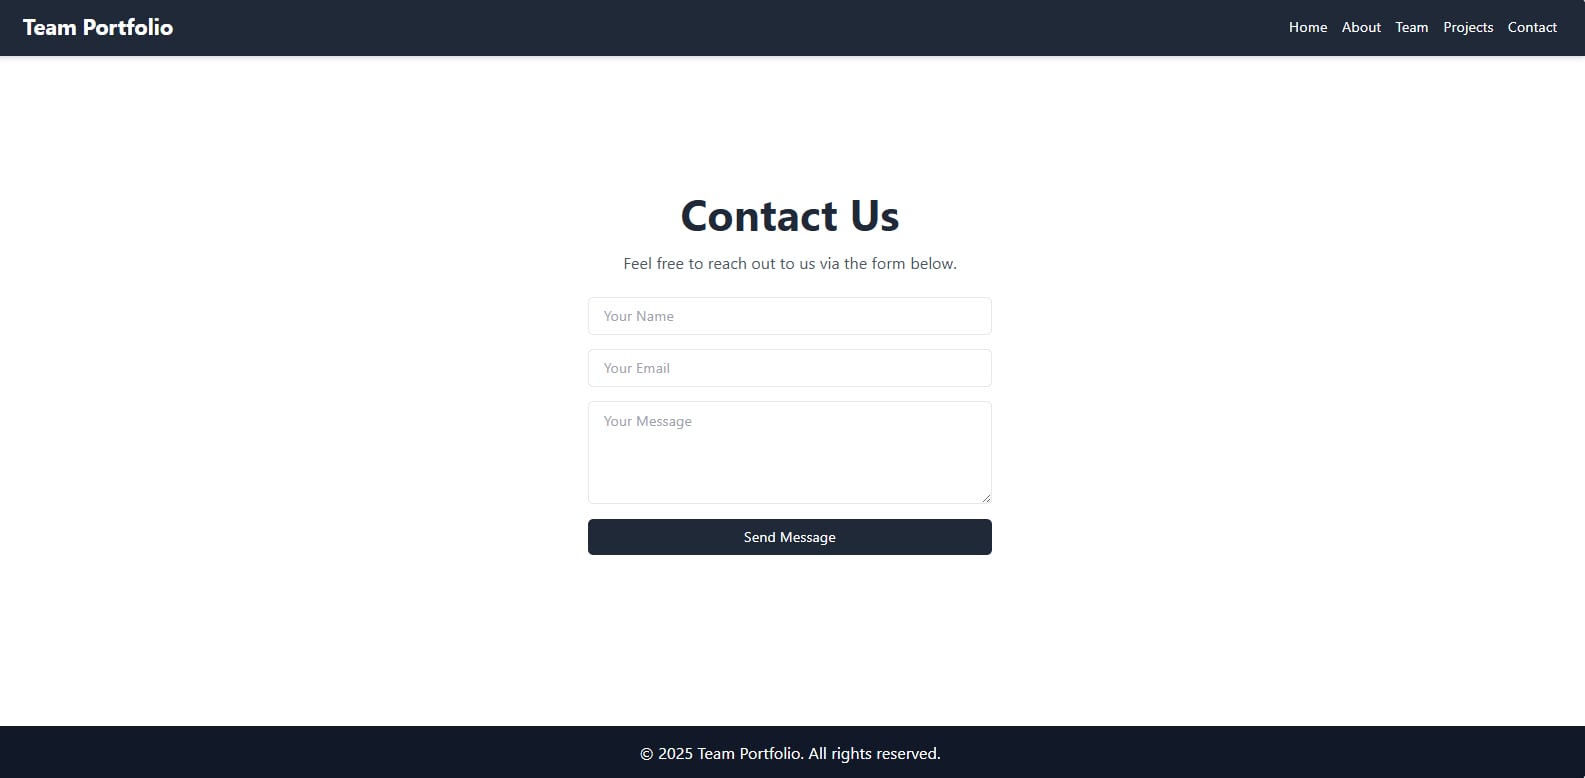 Team Portfolio
Home About Team Projects Contact
Contact Us
Feel free to reach out to us via the form below.
Your Name
Your Email
Your Message
Send Message
© 2025 Team Portfolio. All rights reserved.